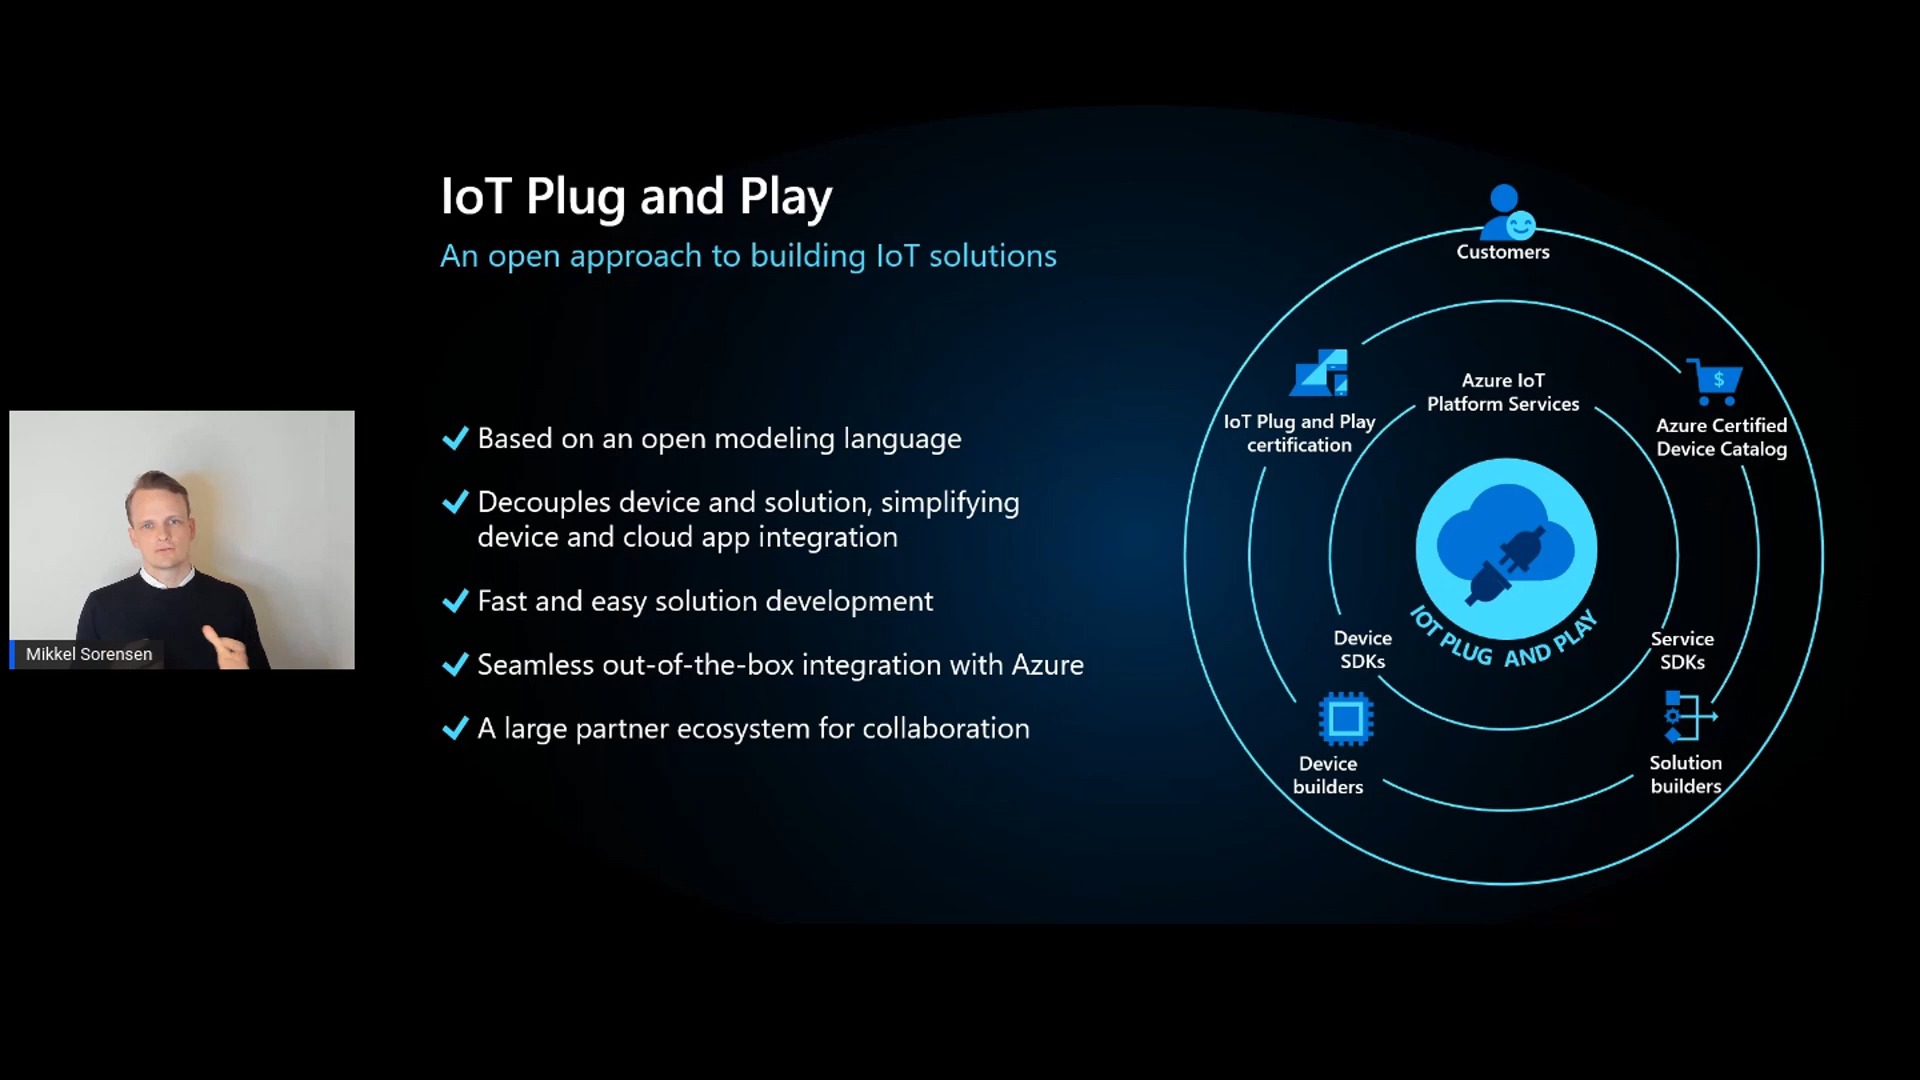 IoT Plug and Play
An open approach to building IoT solutions
Based on an open modeling language
Decouples device and solution, simplifying
device and cloud app integration
Fast and easy solution development
Seamless out-of-the-box integration with Azure
A large partner ecosystem for collaboration
Mikkel Sorensen
Customers
IoT Plug and Play
certification
Azure IoT
Platform Services
$
Azure Certified
Device Catalog
IOT PLUG AND PLAY
Device
SDKs
Service
SDKs
Device
builders
Solution
builders